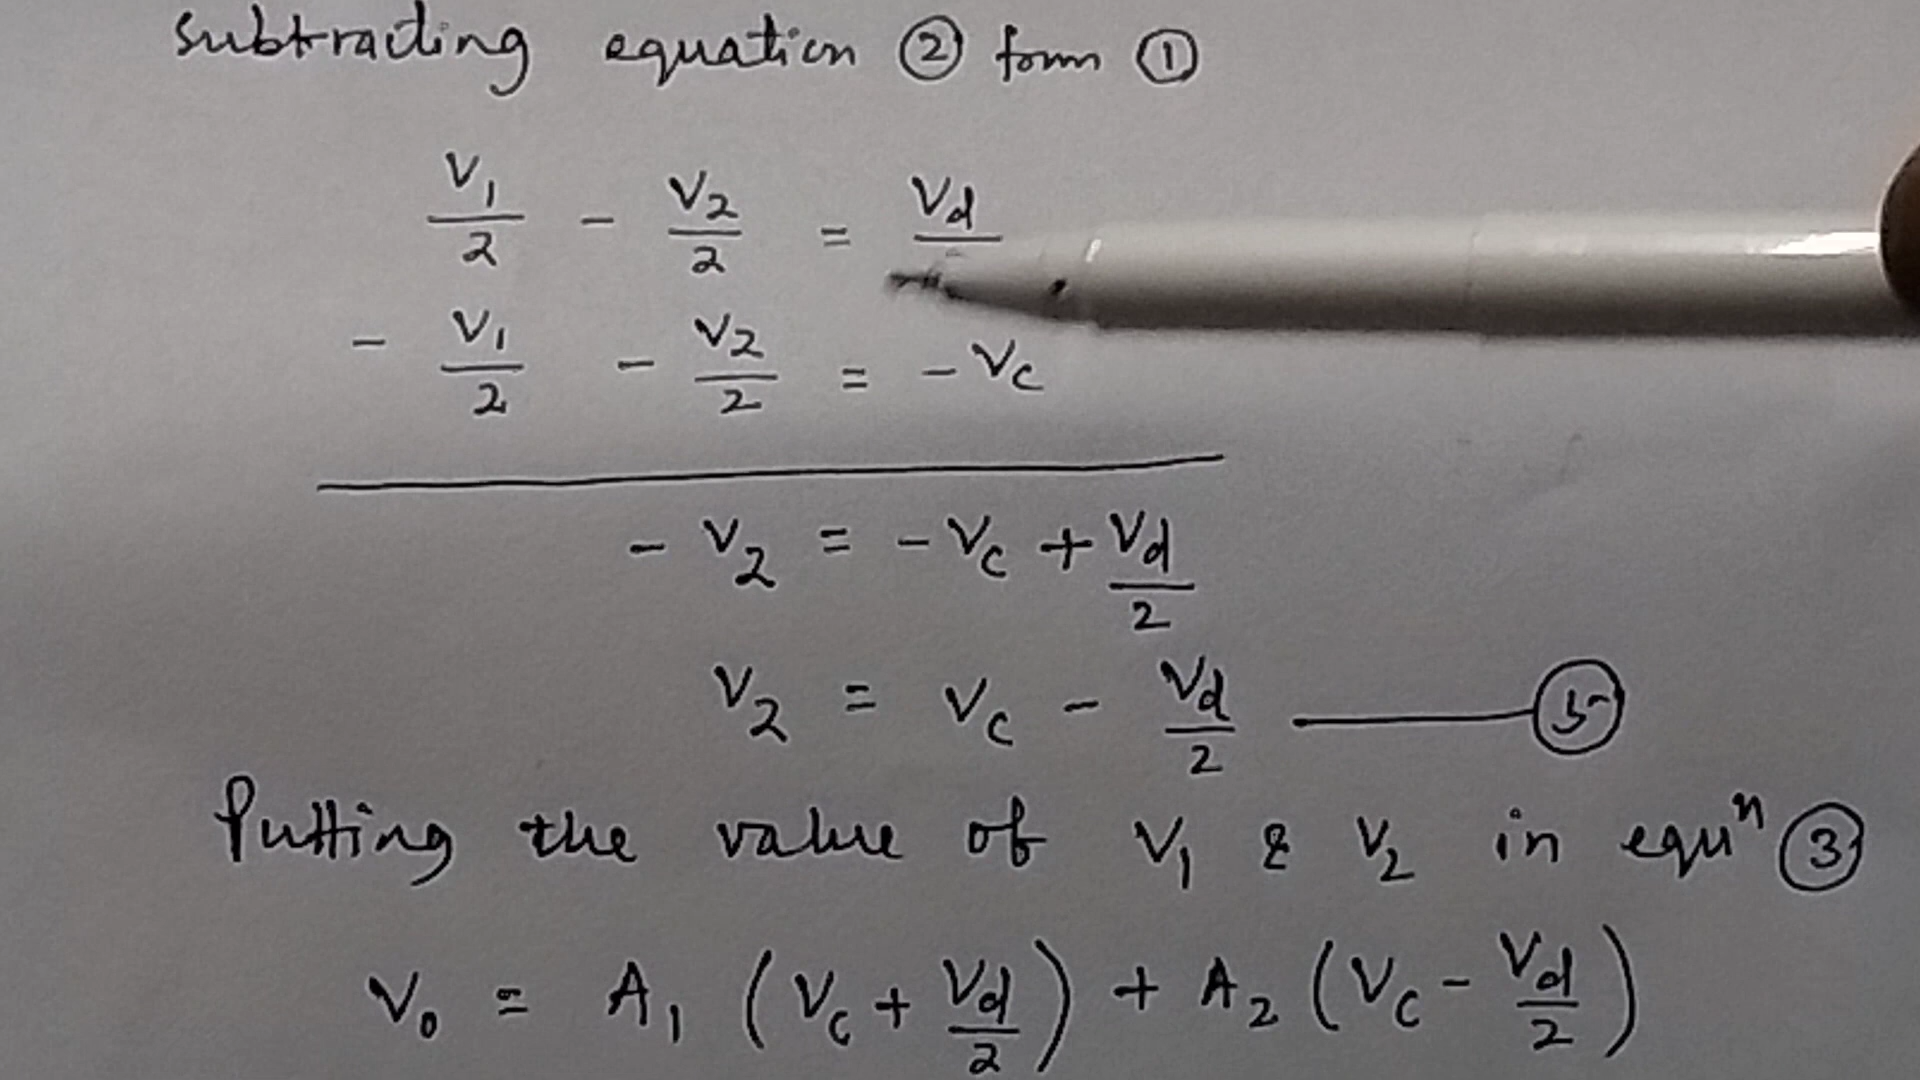 subtracting equation ② form ①
V₁/2 - V₂/2 = Vd/
- V₁/2 - V₂/2 = - Vc
- V₂ = - Vc + Vd/2
V₂ = Vc - Vd/2 —— ⑤
Putting the value of V₁ & V₂ in equⁿ ③
V₀ = A₁ (Vc + Vd/2) + A₂ (Vc - Vd/2)